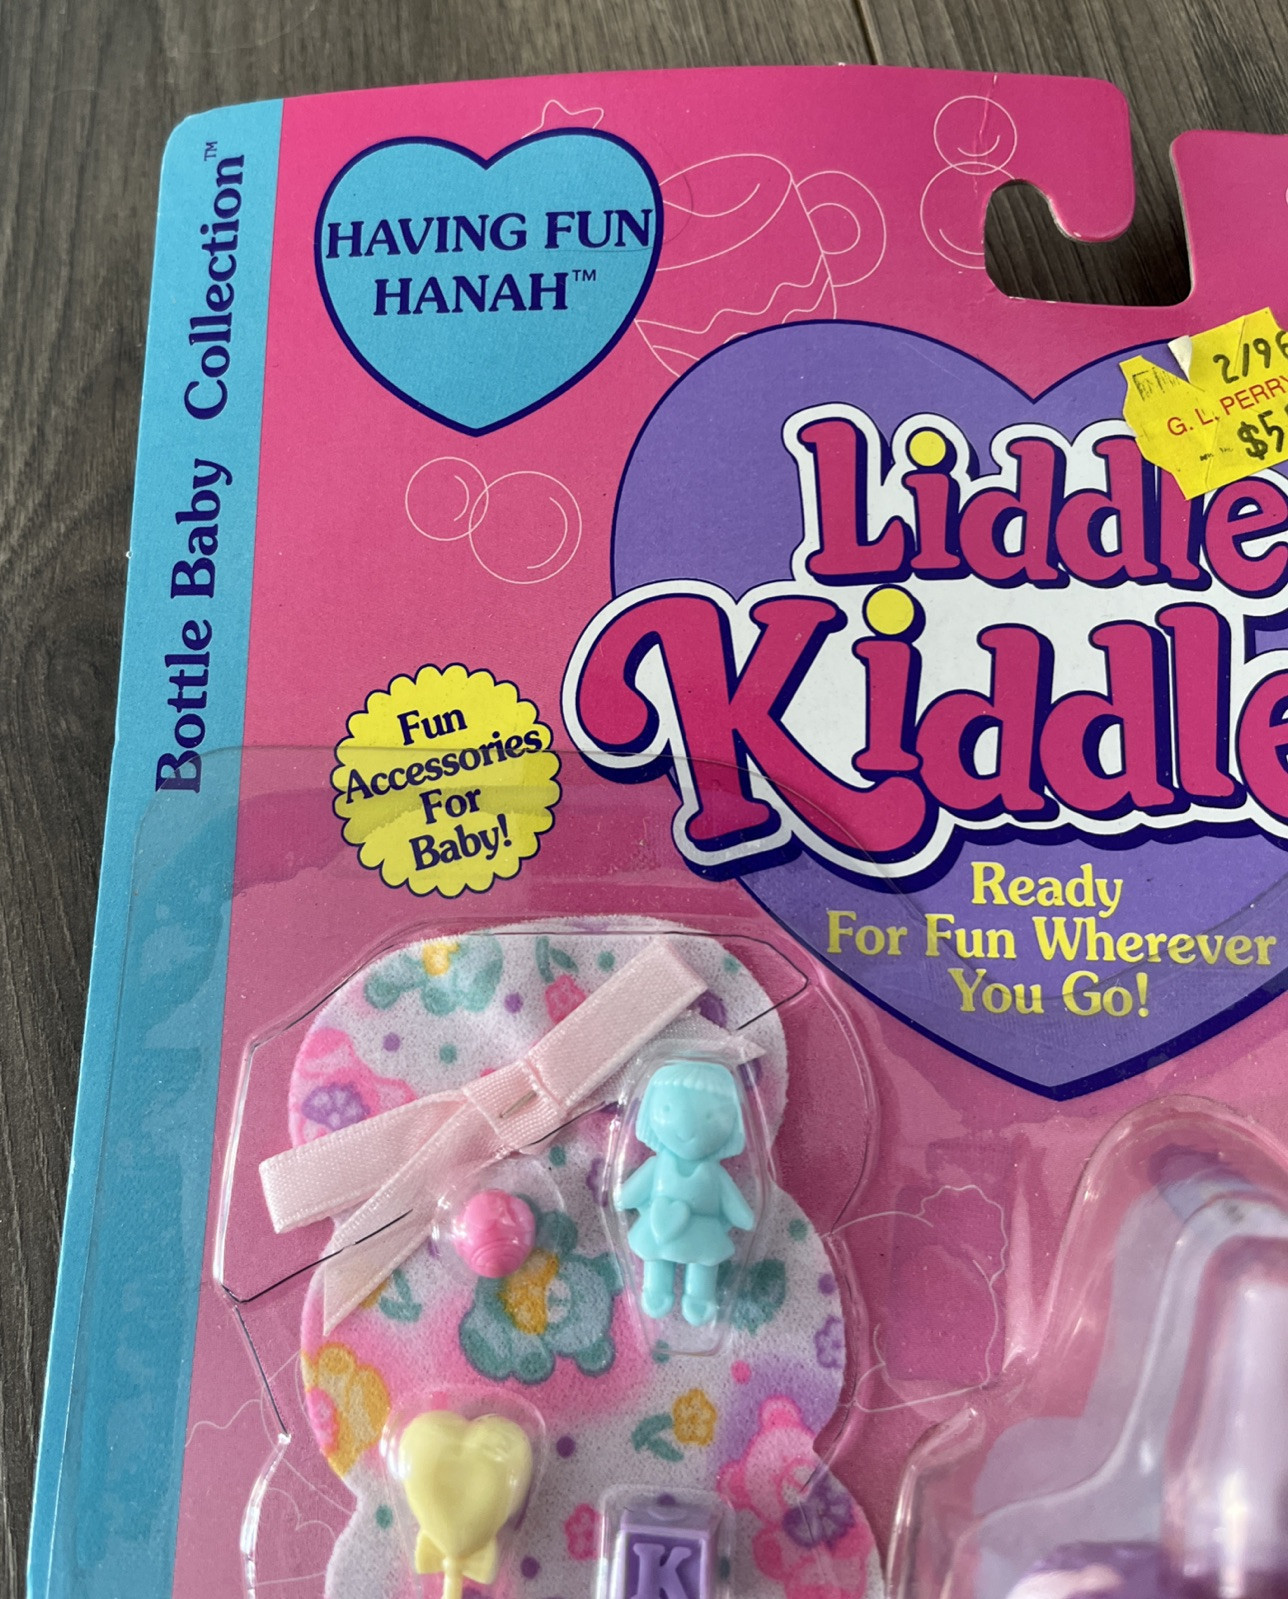 HAVING FUN
HANAH™
Bottle Baby Collection™
2/96
G. L. PERRY
$5
Liddle
Kiddle
Fun
Accessories
For
Baby!
Ready
For Fun Wherever
You Go!
K